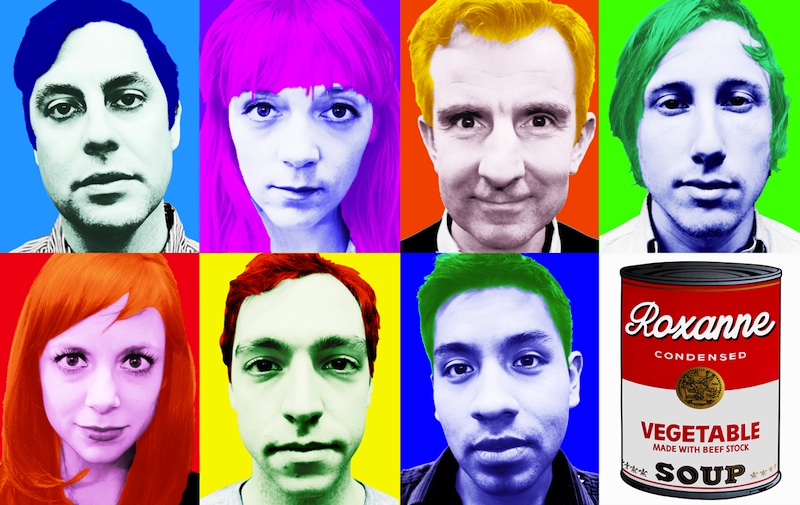 Roxanne
CONDENSED
VEGETABLE
MADE WITH BEEF STOCK
SOUP